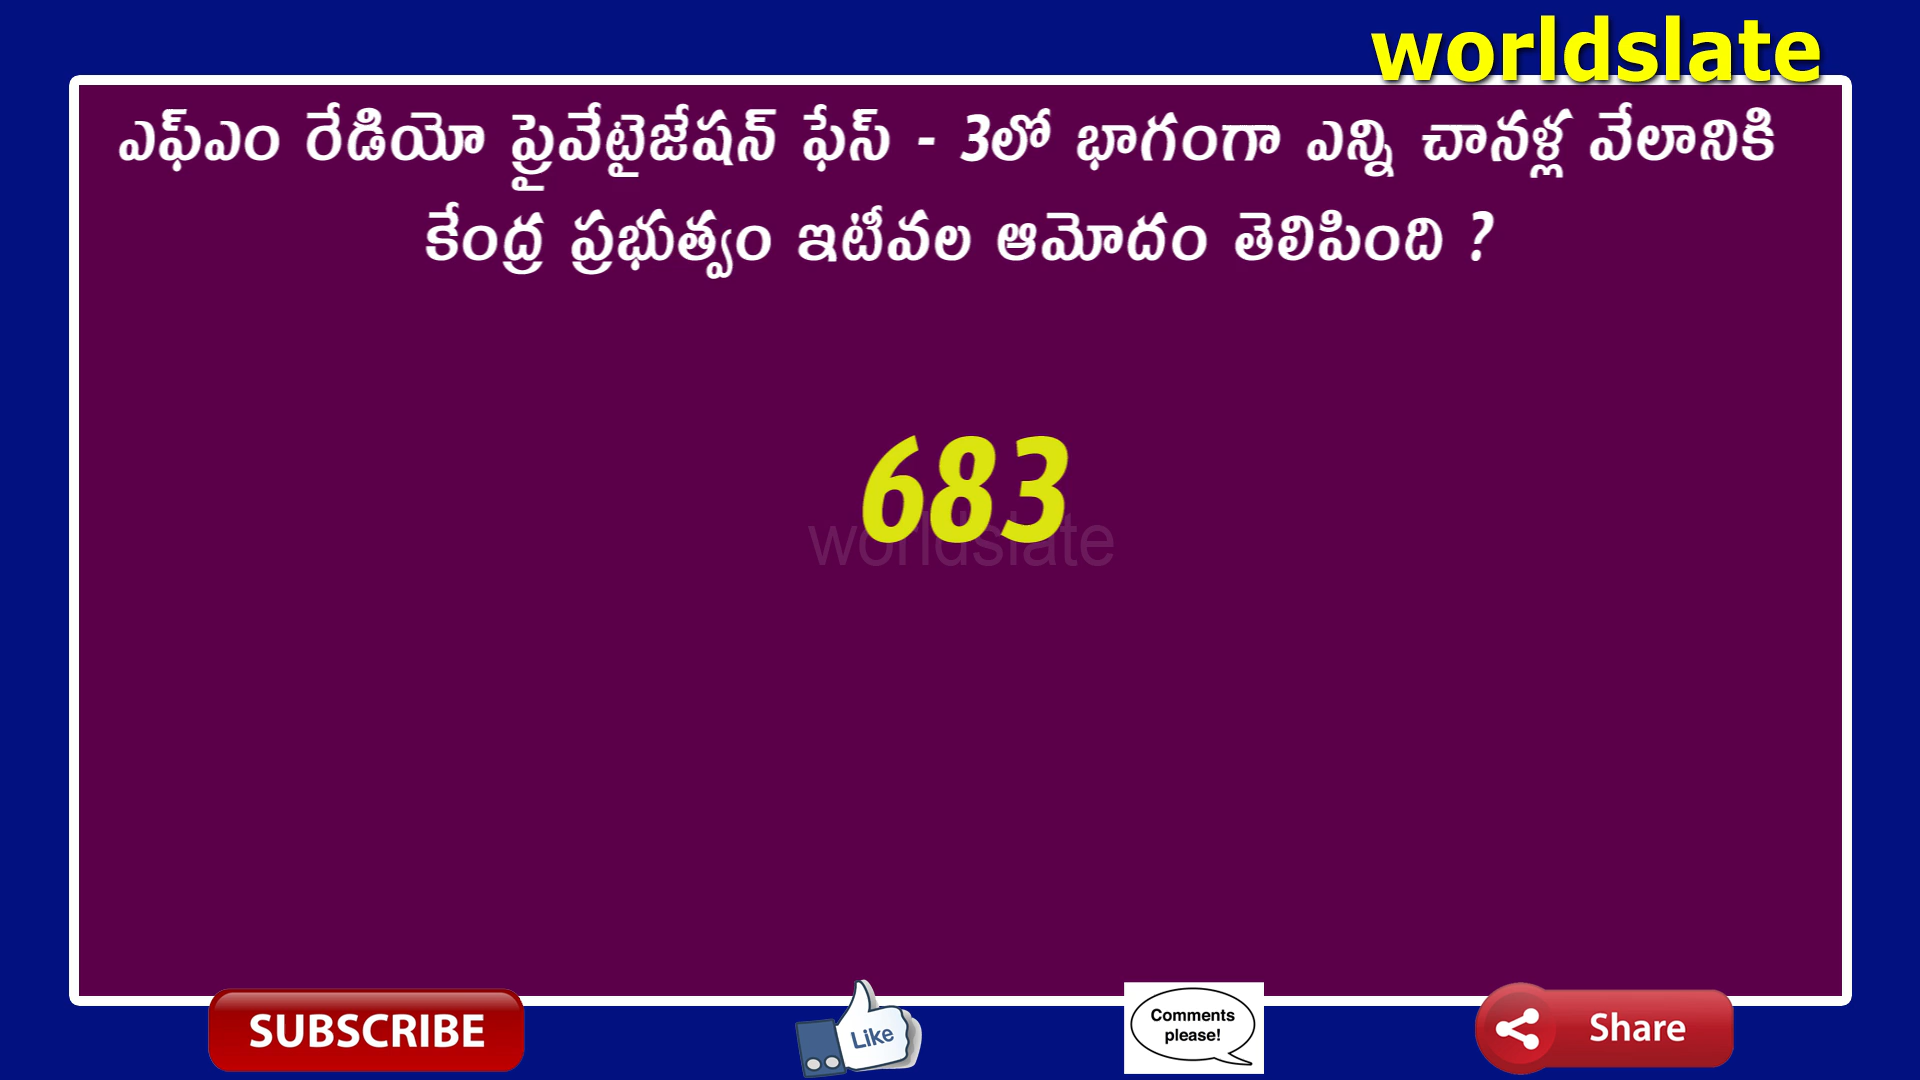 worldslate
ఎఫ్ఎం రేడియో ప్రైవేటైజేషన్ ఫేస్ - 3లో భాగంగా ఎన్ని చానళ్ల వేలానికి
కేంద్ర ప్రభుత్వం ఇటీవల ఆమోదం తెలిపింది ?
683
worldslate
SUBSCRIBE
Like
Comments
please!
Share